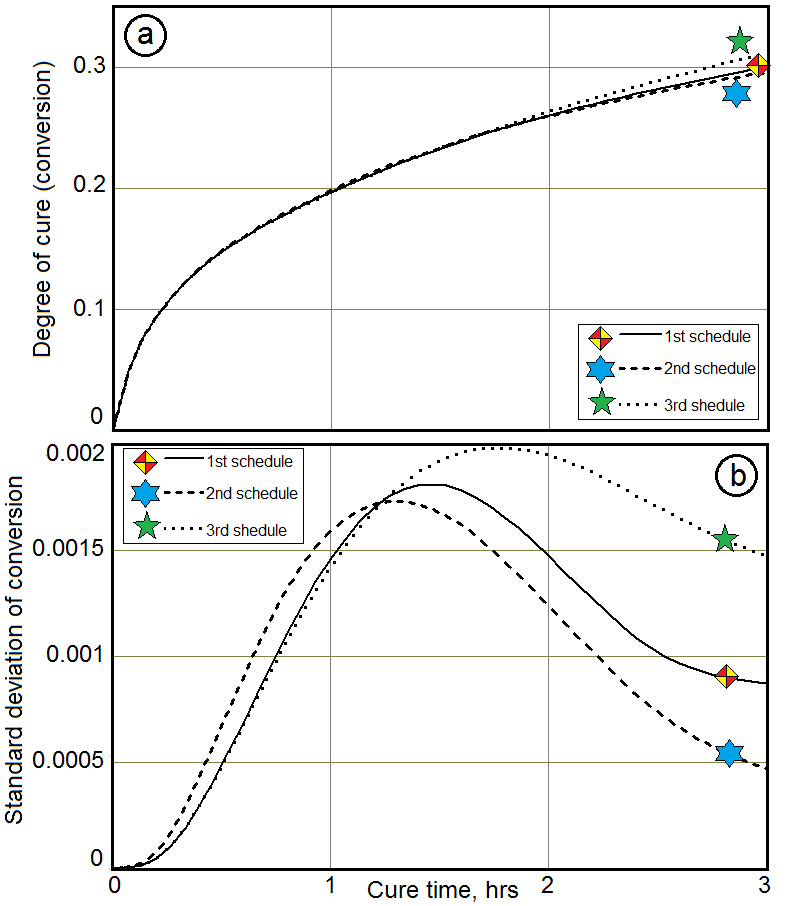 a
0.3
0.2
0.1
0
Degree of cure (conversion)
1st schedule
2nd schedule
3rd shedule
b
0.002
0.0015
0.001
0.0005
0
Standard deviation of conversion
1st schedule
2nd schedule
3rd shedule
0 1 2 3
Cure time, hrs